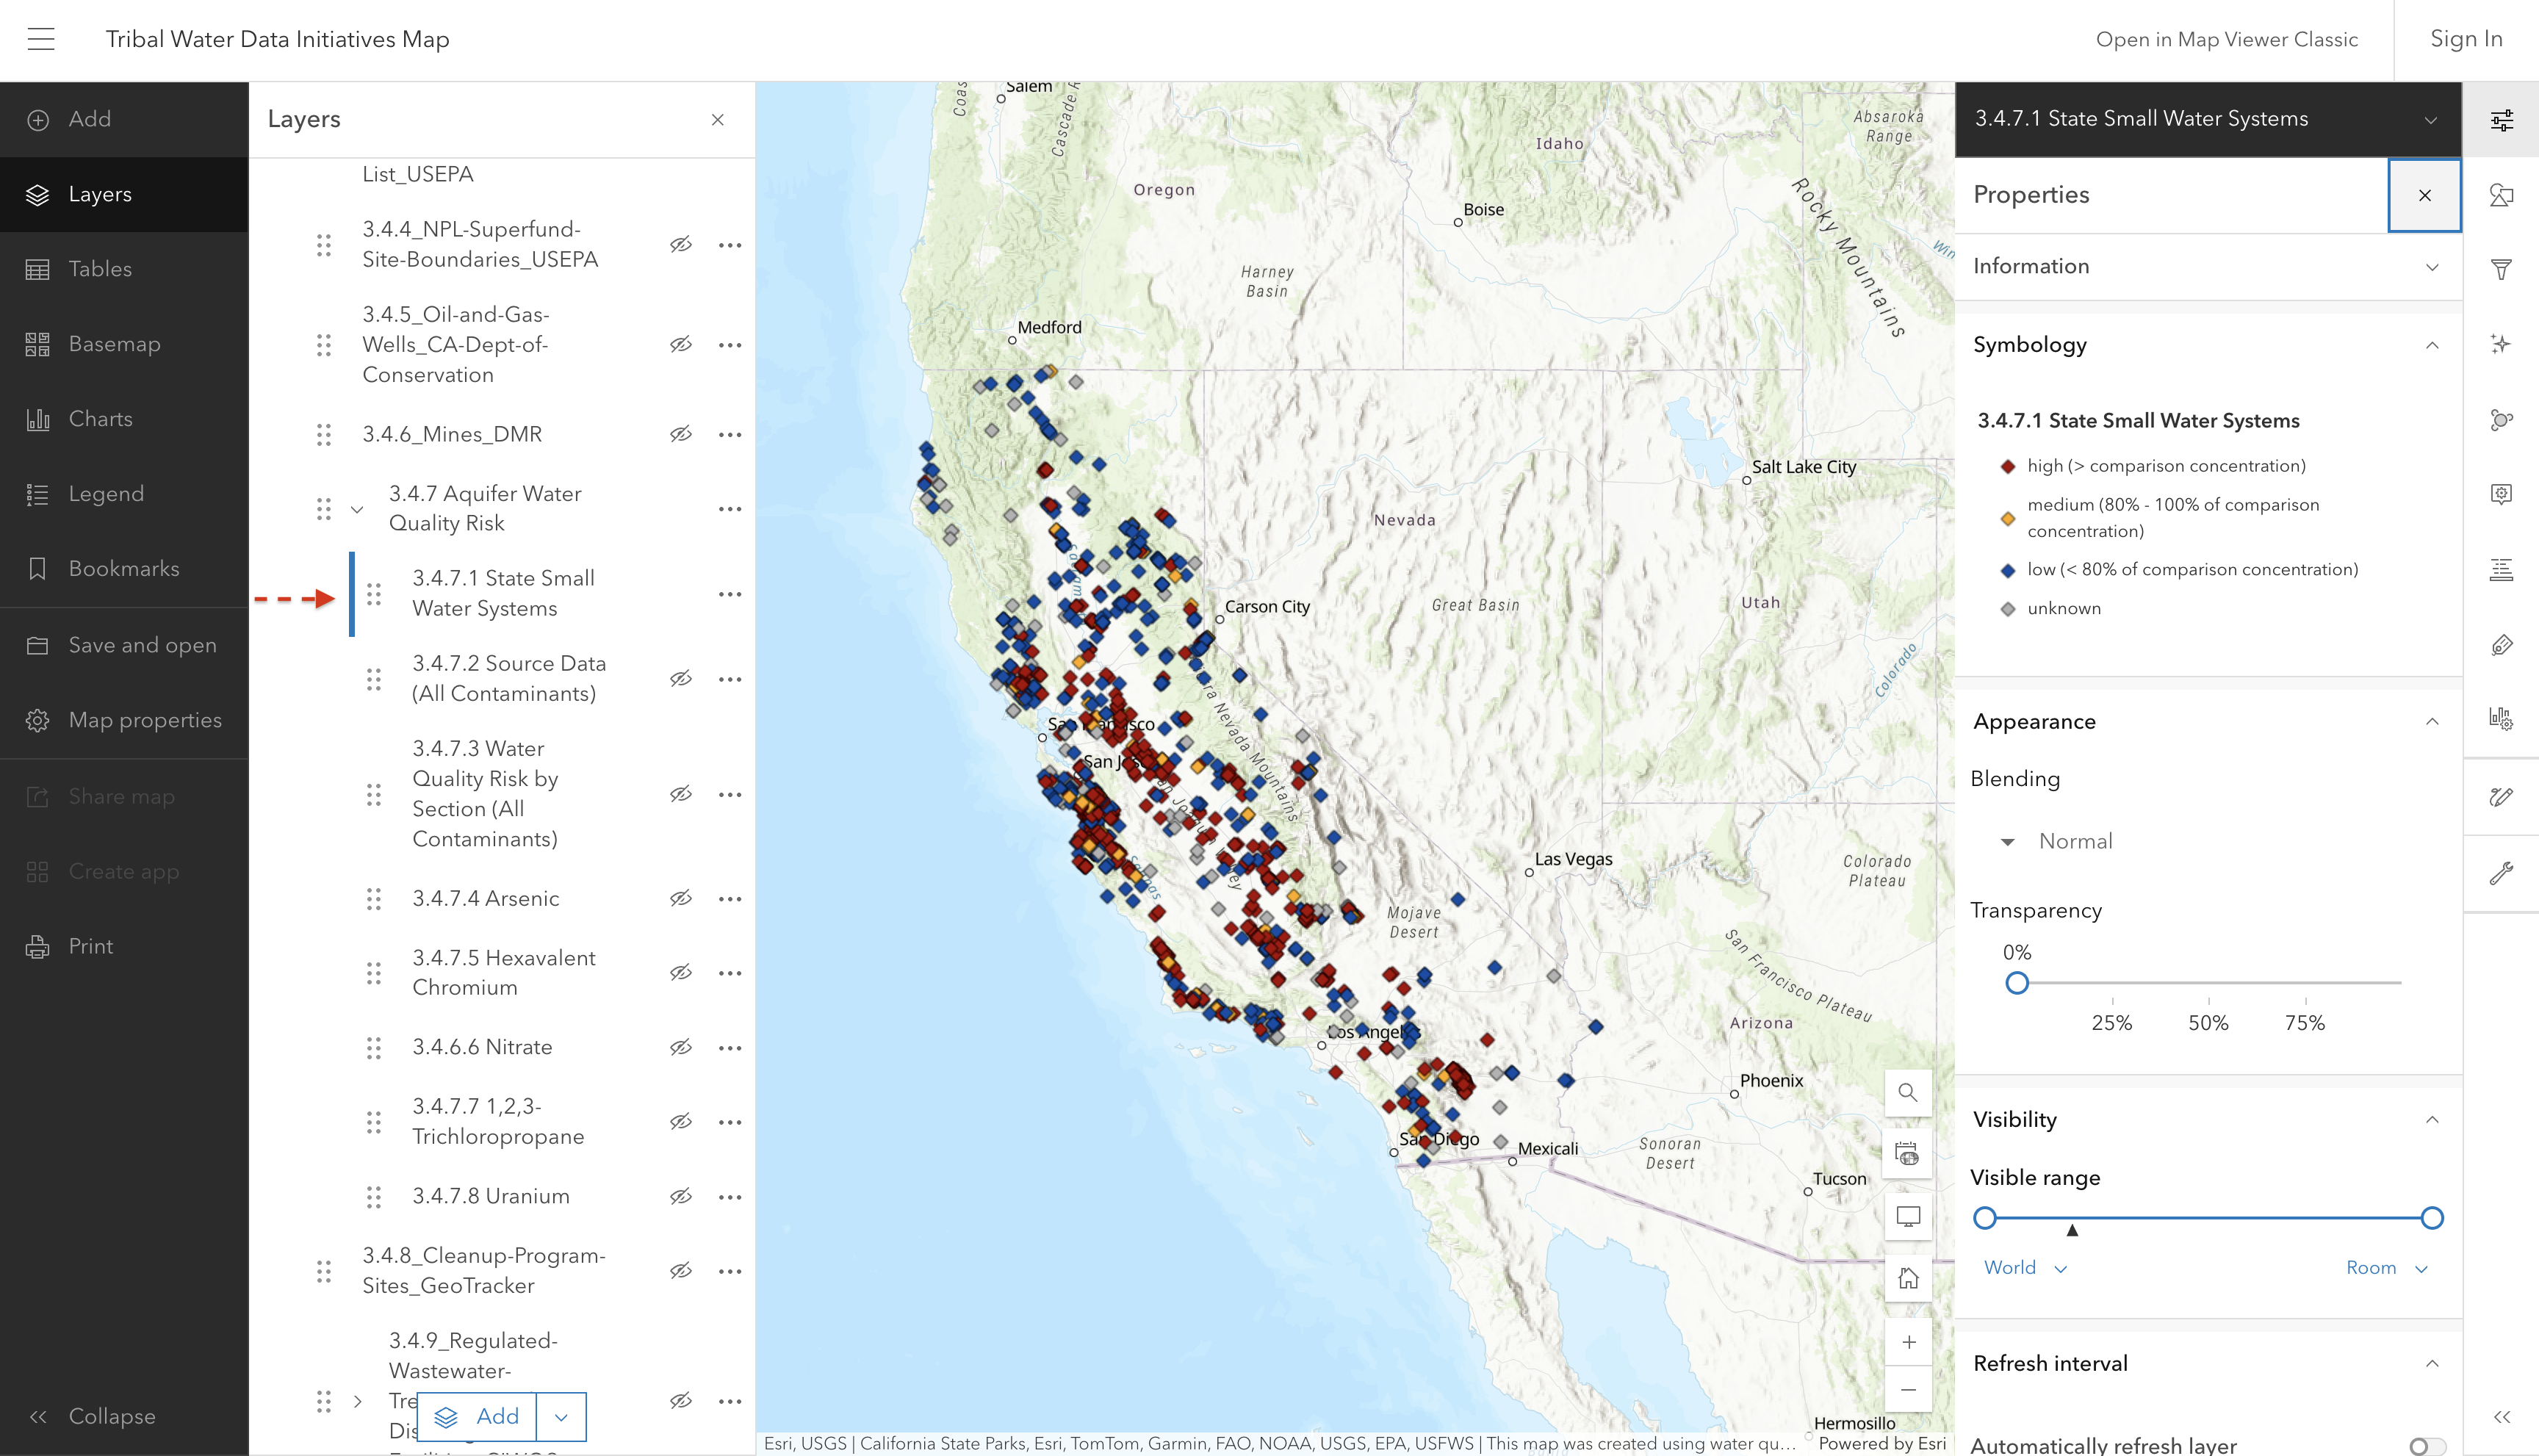 Tribal Water Data Initiatives Map
Open in Map Viewer Classic
Sign In
Add
Layers
Tables
Basemap
Charts
Legend
Bookmarks
Save and open
Map properties
Share map
Create app
Print
Collapse
Layers
List_USEPA
3.4.4_NPL-Superfund-
Site-Boundaries_USEPA
3.4.5_Oil-and-Gas-
Wells_CA-Dept-of-
Conservation
3.4.6_Mines_DMR
3.4.7 Aquifer Water
Quality Risk
3.4.7.1 State Small
Water Systems
3.4.7.2 Source Data
(All Contaminants)
3.4.7.3 Water
Quality Risk by
Section (All
Contaminants)
3.4.7.4 Arsenic
3.4.7.5 Hexavalent
Chromium
3.4.6.6 Nitrate
3.4.7.7 1,2,3-
Trichloropropane
3.4.7.8 Uranium
3.4.8_Cleanup-Program-
Sites_GeoTracker
3.4.9_Regulated-
Wastewater-
Add
Salem
Absaroka
Range
Idaho
Oregon
Boise
Rocky Mountains
Harney
Basin
Medford
Salt Lake City
Nevada
Carson City
Great Basin
Utah
Colorado
San Francisco
San Jose
Nevada Mountains
Las Vegas
Colorado
Plateau
Mojave
Desert
San Francisco Plateau
Los Angeles
Arizona
Phoenix
San Diego
Mexicali
Sonoran
Desert
Tucson
Hermosillo
Esri, USGS | California State Parks, Esri, TomTom, Garmin, FAO, NOAA, USGS, EPA, USFWS | This map was created using water qu...
Powered by Esri
3.4.7.1 State Small Water Systems
Properties
Information
Symbology
3.4.7.1 State Small Water Systems
high (> comparison concentration)
medium (80% - 100% of comparison
concentration)
low (< 80% of comparison concentration)
unknown
Appearance
Blending
Normal
Transparency
0%
25% 50% 75%
Visibility
Visible range
World
Room
Refresh interval
Automatically refresh layer